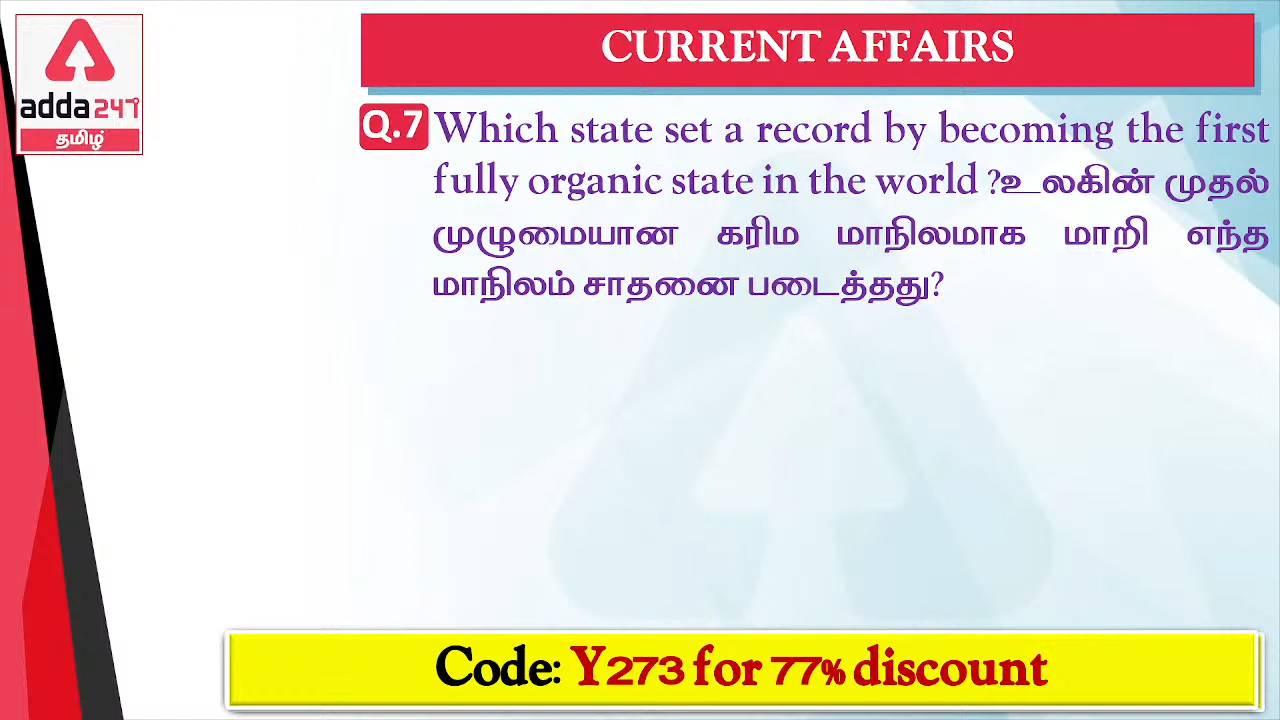 adda247
தமிழ்
CURRENT AFFAIRS
Q.7 Which state set a record by becoming the first
fully organic state in the world ?உலகின் முதல்
முழுமையான கரிம மாநிலமாக மாறி எந்த
மாநிலம் சாதனை படைத்தது?
Code: Y273 for 77% discount